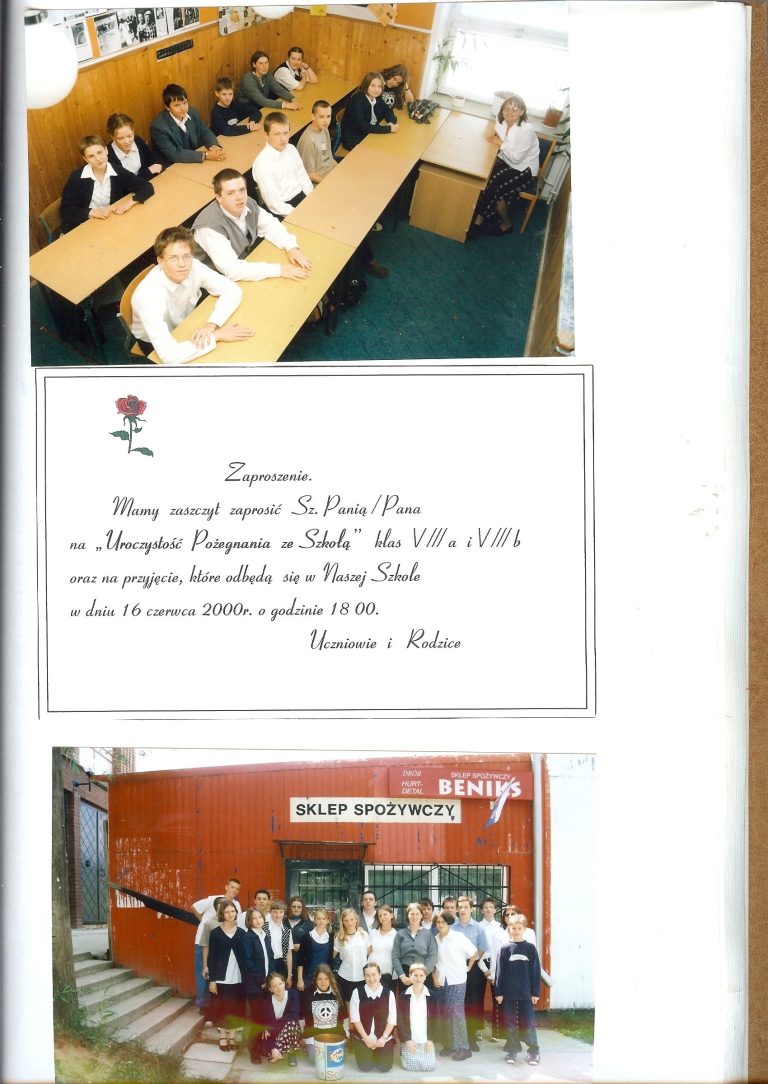 Zaproszenie.
Mamy zaszczyt zaprosić Sz. Panią / Pana
na „Uroczystość Pożegnania ze Szkołą” klas VIII a i VIII b
oraz na przyjęcie, które odbędą się w Naszej Szkole
w dniu 16 czerwca 2000r. o godzinie 18 00.
Uczniowie i Rodzice
DRÓB
HURT-
DETAL
SKLEP SPOŻYWCZY
BENIKS
SKLEP SPOŻYWCZY